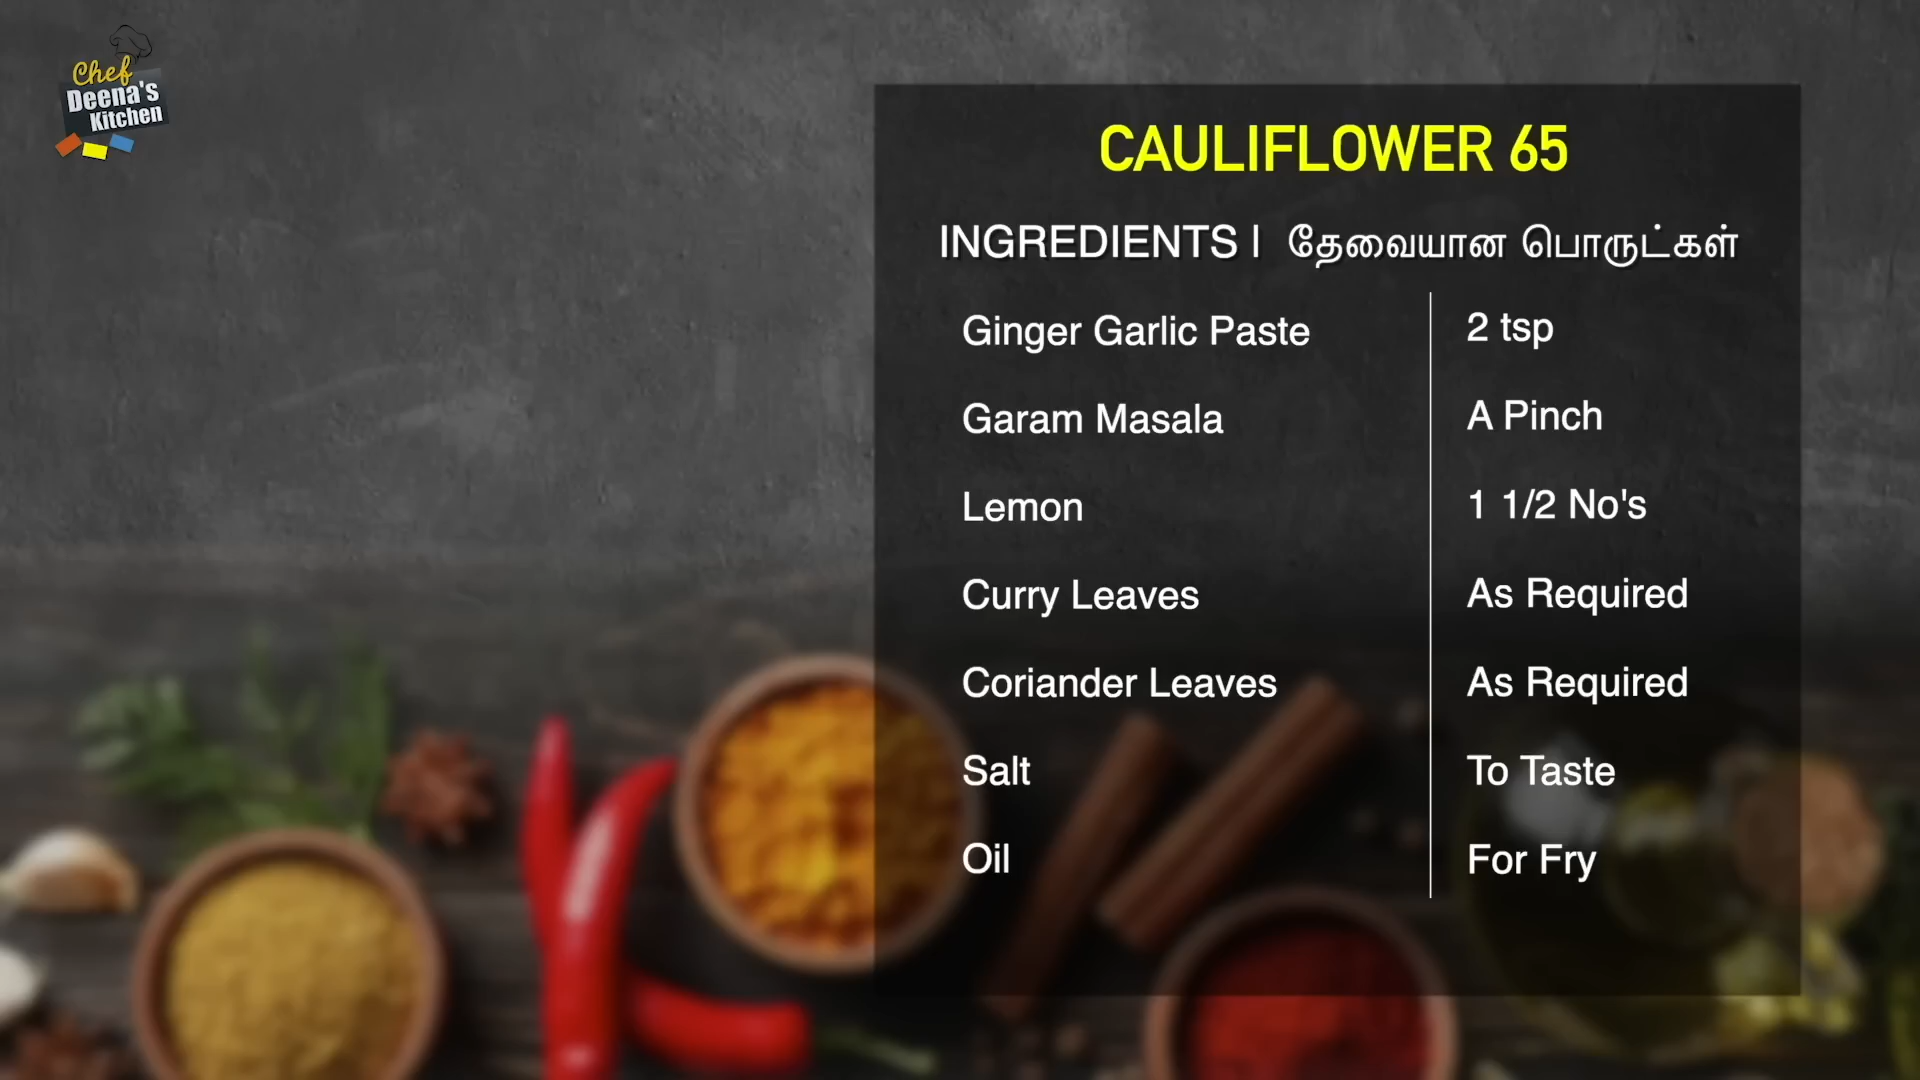 Chef
Deena's
Kitchen
CAULIFLOWER 65
INGREDIENTS | தேவையான பொருட்கள்
Ginger Garlic Paste 2 tsp
Garam Masala A Pinch
Lemon 1 1/2 No's
Curry Leaves As Required
Coriander Leaves As Required
Salt To Taste
Oil For Fry